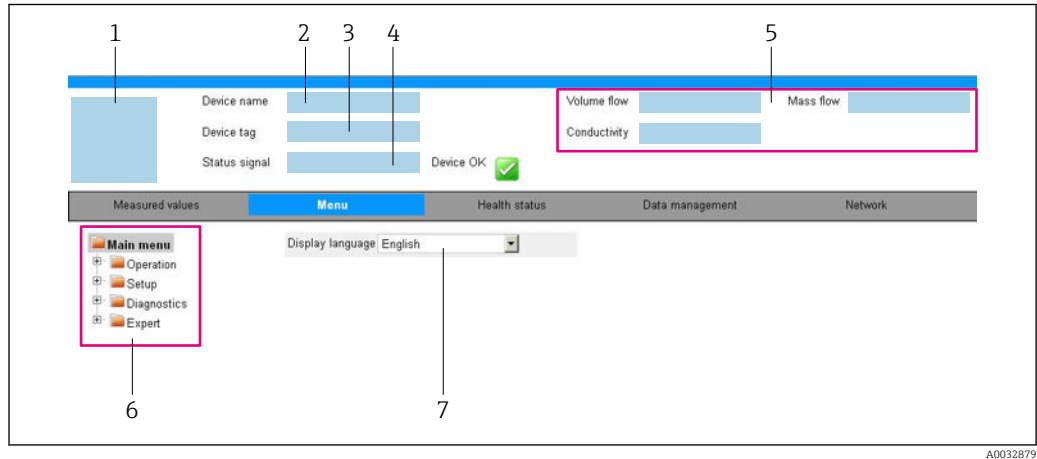 1 2 3 4 5
Device name Volume flow Mass flow
Device tag Conductivity
Status signal Device OK
Measured values Menu Health status Data management Network
Main menu Display language English
Operation
Setup
Diagnostics
Expert
6 7
A0032879